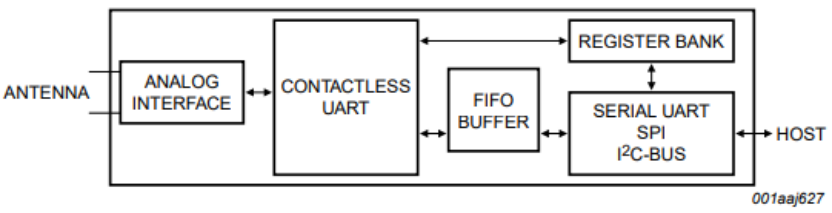 ANTENNA
ANALOG
INTERFACE
CONTACTLESS
UART
FIFO
BUFFER
REGISTER BANK
SERIAL UART
SPI
I²C-BUS
HOST
001aaj627